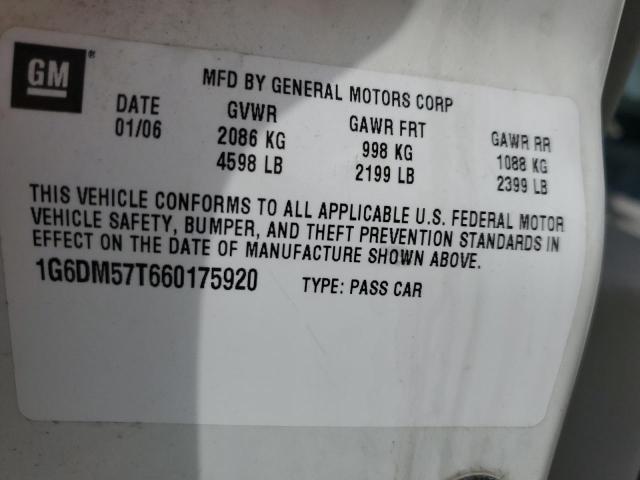 GM
MFD BY GENERAL MOTORS CORP
DATE GVWR GAWR FRT GAWR RR
01/06 2086 KG 998 KG 1088 KG
4598 LB 2199 LB 2399 LB
THIS VEHICLE CONFORMS TO ALL APPLICABLE U.S. FEDERAL MOTOR
VEHICLE SAFETY, BUMPER, AND THEFT PREVENTION STANDARDS IN
EFFECT ON THE DATE OF MANUFACTURE SHOWN ABOVE.
1G6DM57T660175920 TYPE: PASS CAR